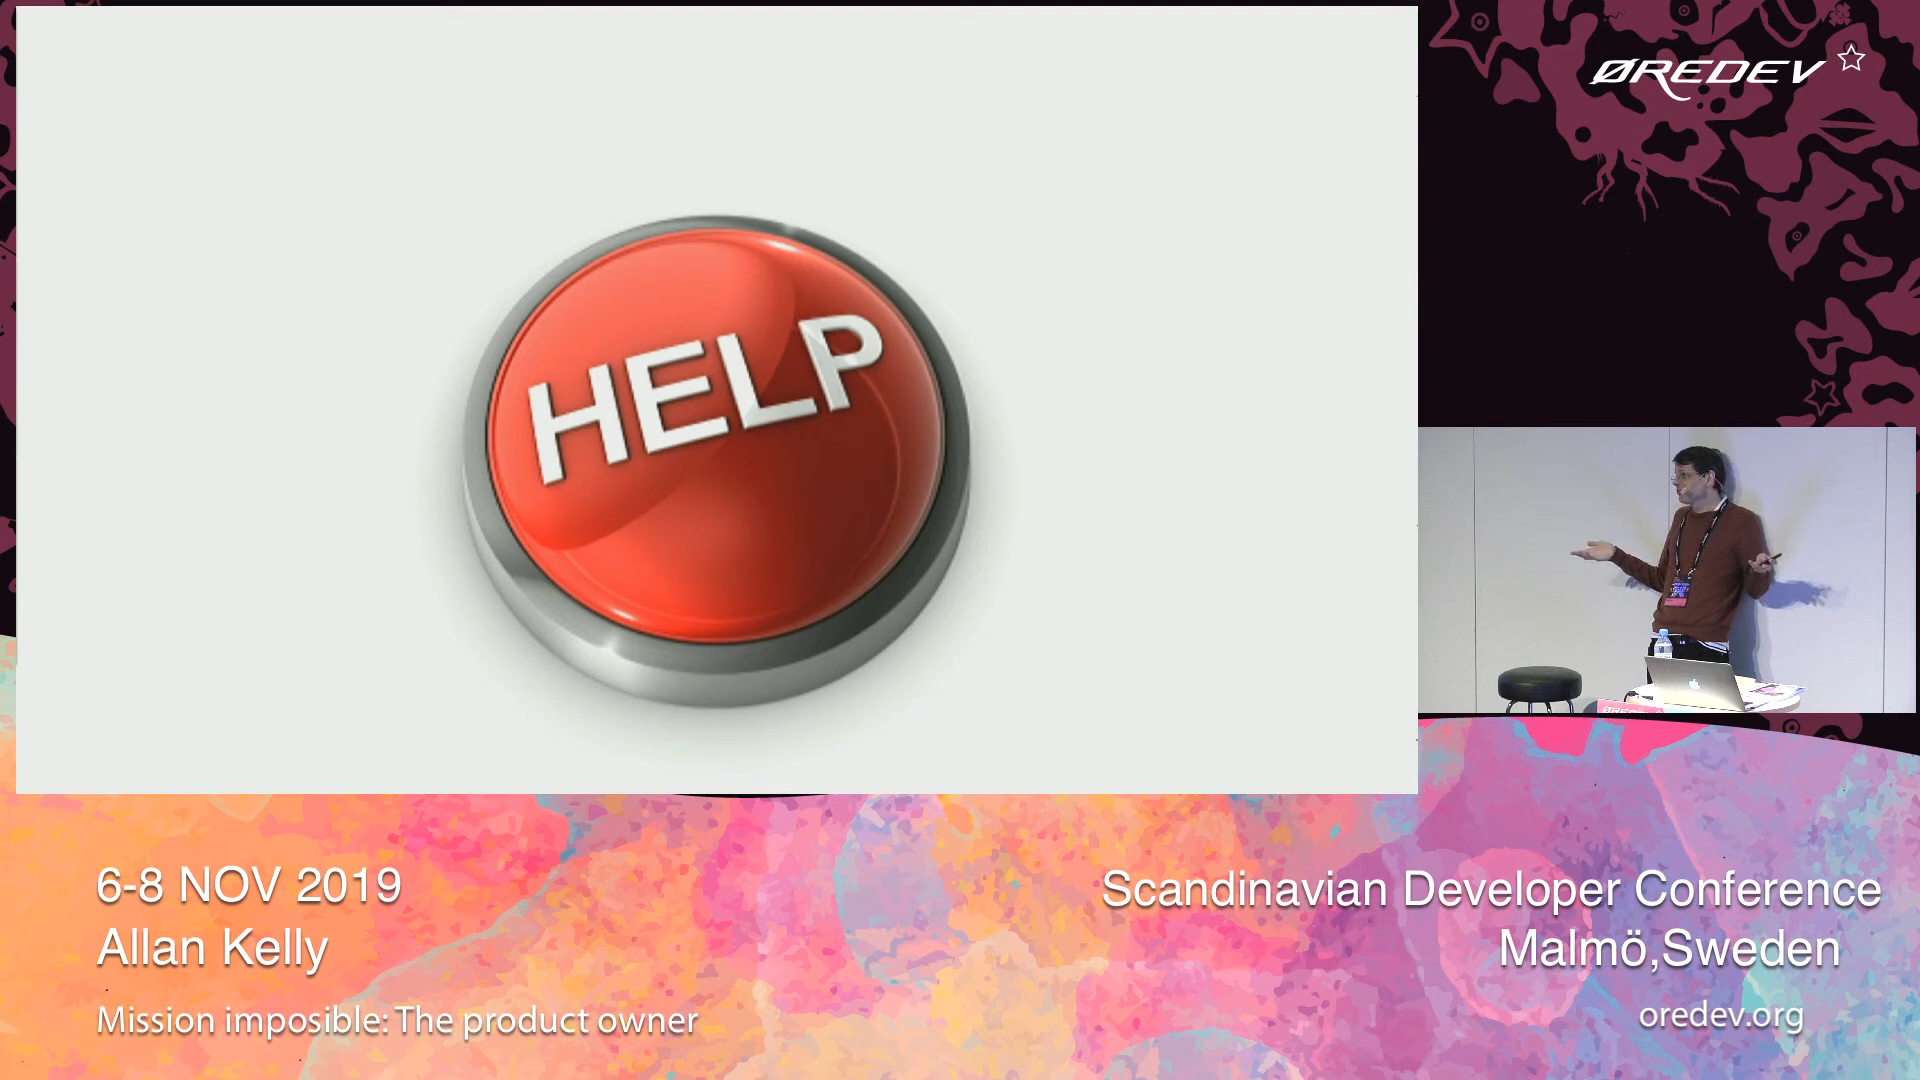 ØREDEV
HELP
6-8 NOV 2019
Allan Kelly
Mission imposible: The product owner
Scandinavian Developer Conference
Malmö,Sweden
oredev.org